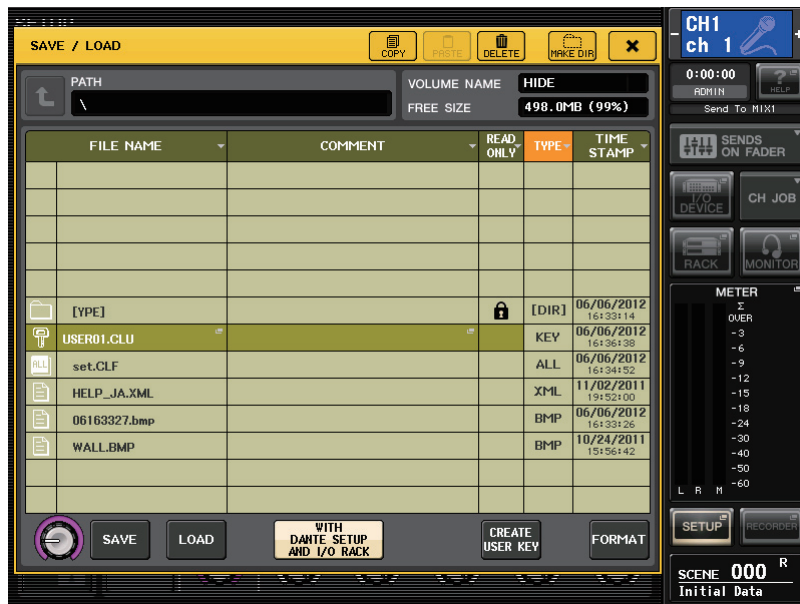 SAVE / LOAD
COPY
PASTE
DELETE
MAKE DIR
PATH
\
VOLUME NAME HIDE
FREE SIZE 498.0MB (99%)
FILE NAME COMMENT READ ONLY TYPE TIME STAMP
[YPE] [DIR] 06/06/2012 16:33:14
USER01.CLU KEY 06/06/2012 16:36:38
ALL set.CLF ALL 06/06/2012 16:34:52
HELP_JA.XML XML 11/02/2011 19:52:00
06163327.bmp BMP 06/06/2012 16:33:26
WALL.BMP BMP 10/24/2011 15:56:42
SAVE
LOAD
WITH
DANTE SETUP
AND I/O RACK
CREATE
USER KEY
FORMAT
CH1
ch 1
0:00:00
ADMIN
?
HELP
Send To MIX1
SENDS
ON FADER
I/O
DEVICE
CH JOB
RACK
MONITOR
METER
Σ
OVER
-3
-6
-9
-12
-15
-18
-24
-30
-40
-50
-60
L R M
SETUP
RECORDER
SCENE 000 R
Initial Data